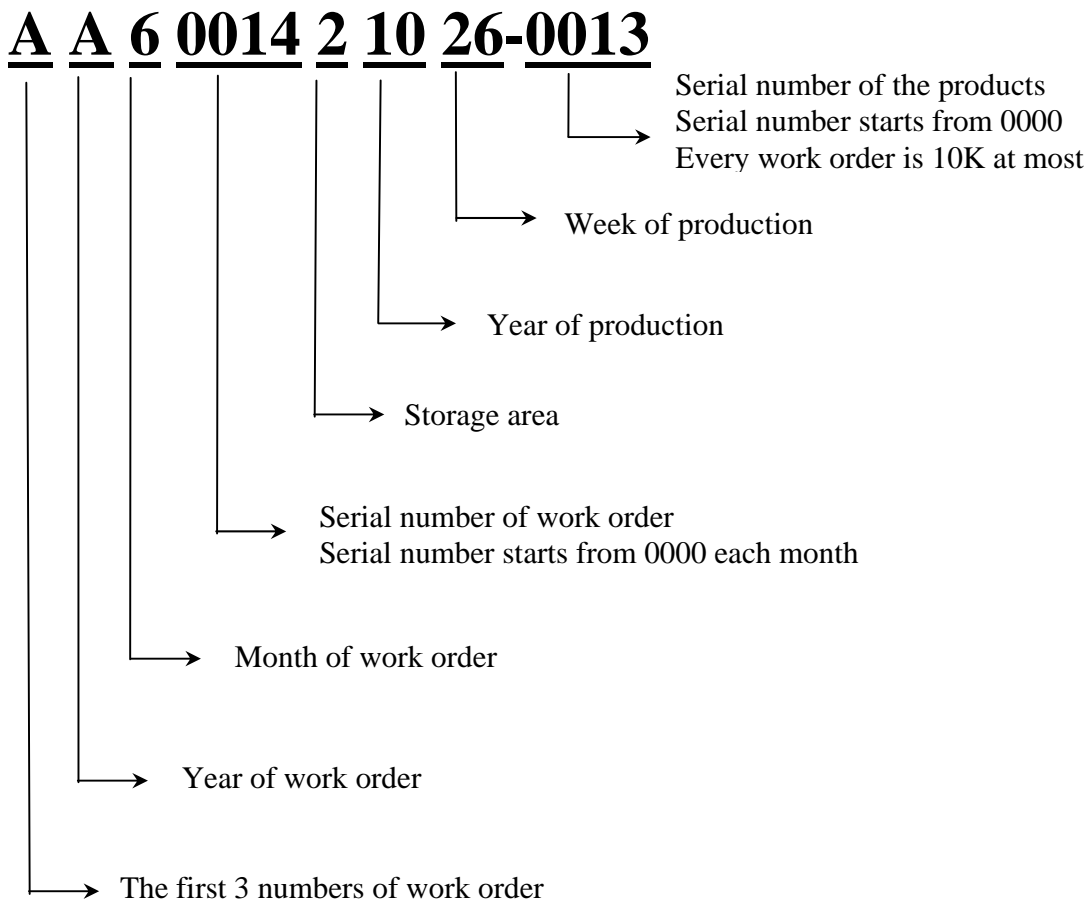 A A 6 0014 2 10 26-0013
Serial number of the products
Serial number starts from 0000
Every work order is 10K at most
Week of production
Year of production
Storage area
Serial number of work order
Serial number starts from 0000 each month
Month of work order
Year of work order
The first 3 numbers of work order